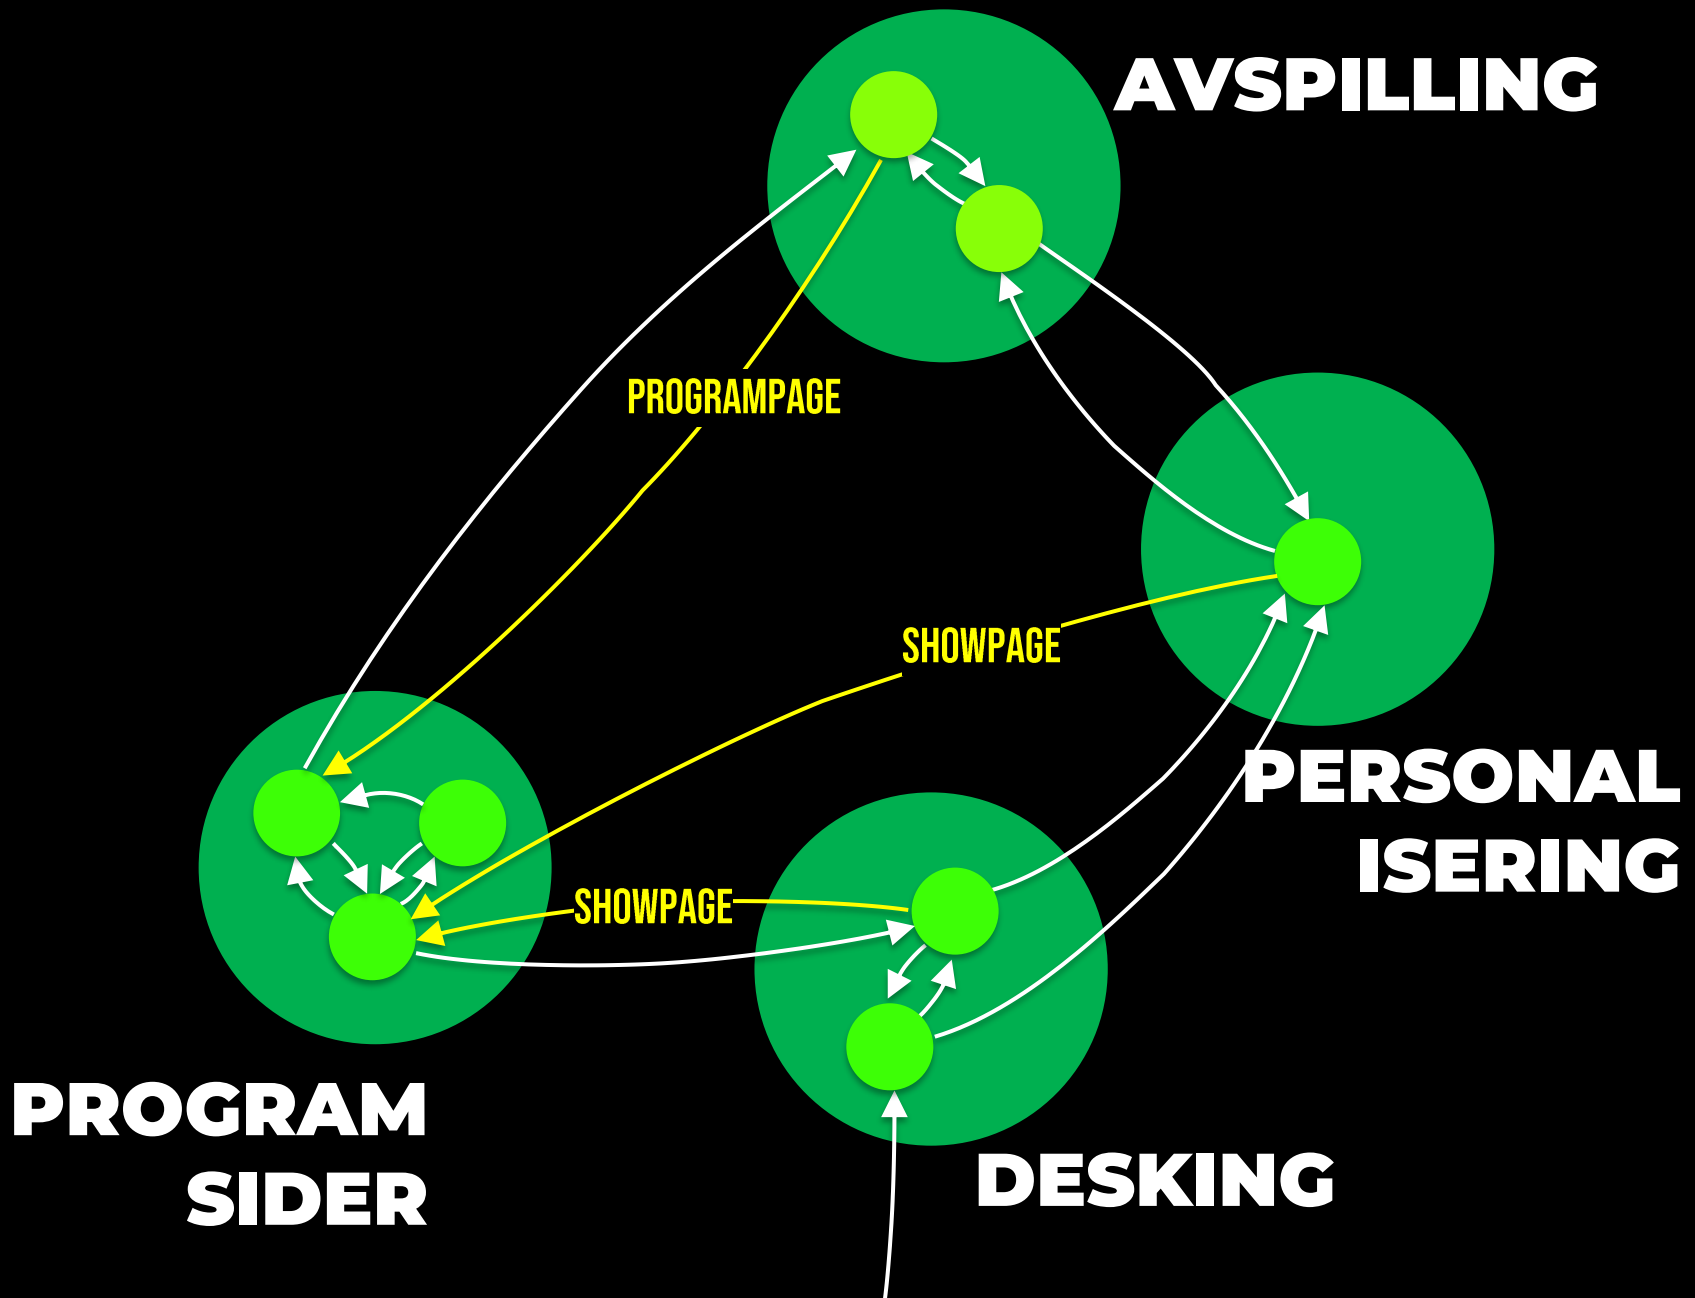 AVSPILLING
PROGRAMPAGE
SHOWPAGE
PERSONAL
ISERING
SHOWPAGE
PROGRAM
SIDER
DESKING